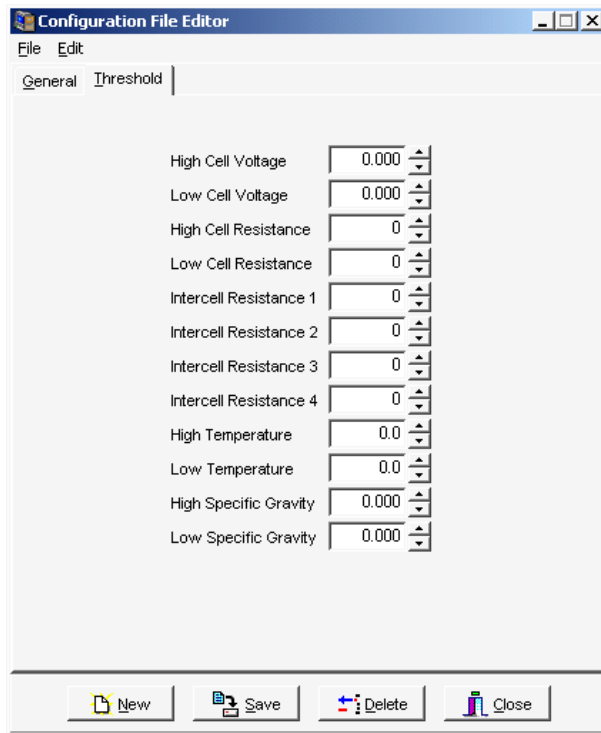 Configuration File Editor
File Edit
General Threshold
High Cell Voltage 0.000
Low Cell Voltage 0.000
High Cell Resistance 0
Low Cell Resistance 0
Intercell Resistance 1 0
Intercell Resistance 2 0
Intercell Resistance 3 0
Intercell Resistance 4 0
High Temperature 0.0
Low Temperature 0.0
High Specific Gravity 0.000
Low Specific Gravity 0.000
New Save Delete Close